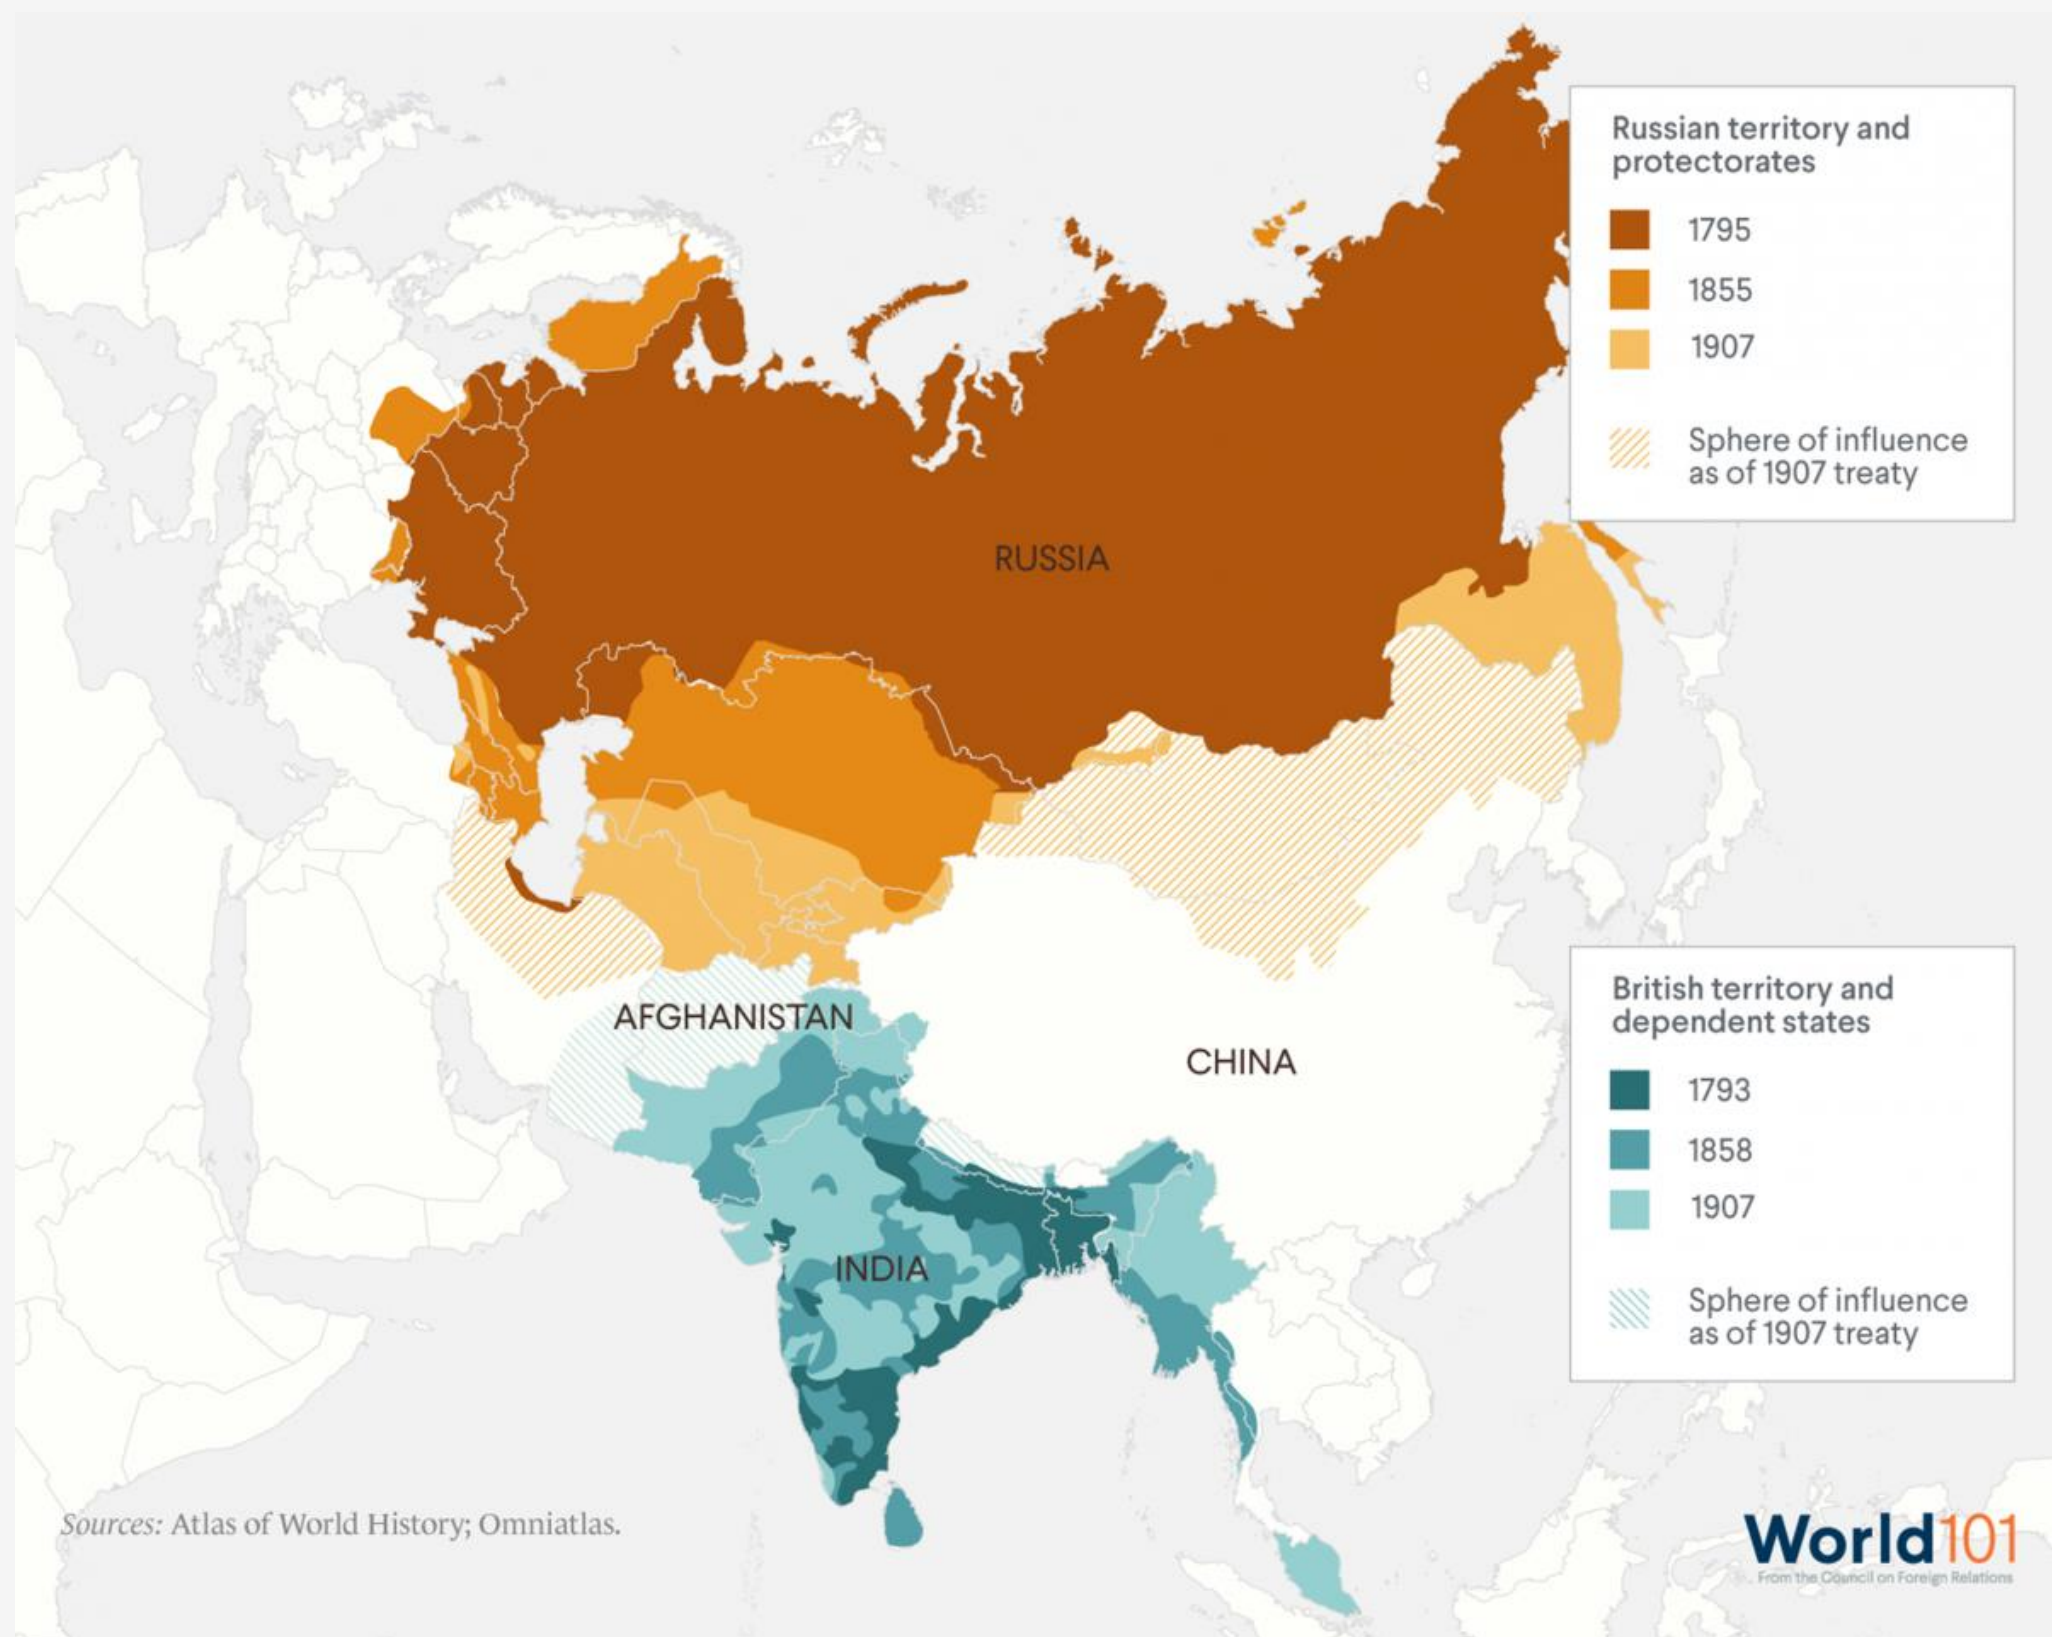 Russian territory and
protectorates
1795
1855
1907
Sphere of influence
as of 1907 treaty
RUSSIA
AFGHANISTAN
CHINA
INDIA
British territory and
dependent states
1793
1858
1907
Sphere of influence
as of 1907 treaty
Sources: Atlas of World History; Omniatlas.
World101
From the Council on Foreign Relations